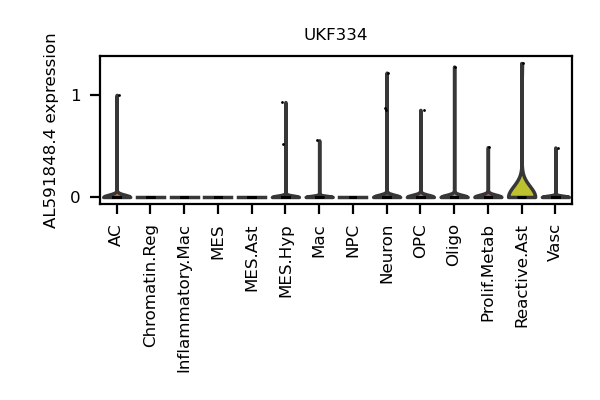 UKF334
AL591848.4 expression
1
0
AC
Chromatin.Reg
Inflammatory.Mac
MES
MES.Ast
MES.Hyp
Mac
NPC
Neuron
OPC
Oligo
Prolif.Metab
Reactive.Ast
Vasc